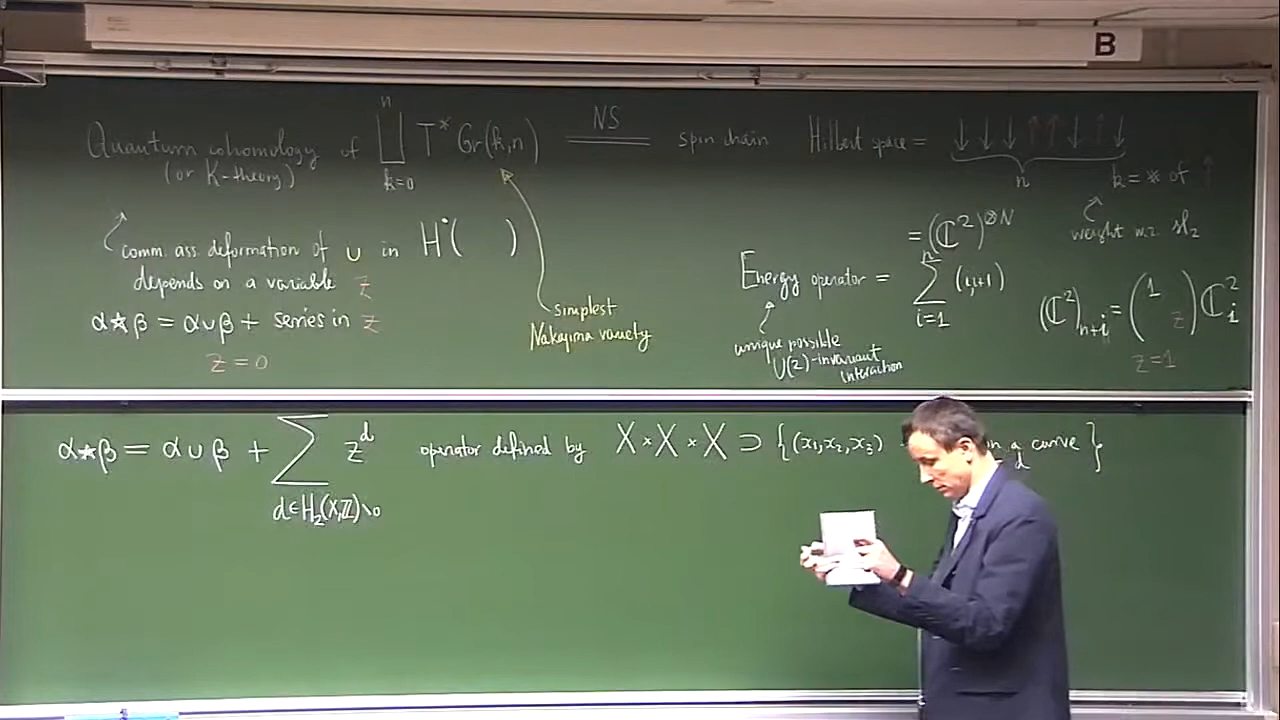 B
Quantum cohomology of ∐_{k=0}^{n} T* Gr(k,n) =NS= spin chain Hilbert space = ↓↓↓↑↑↓↑↓
(or K-theory)
n
k = # of ↑
weight w.r. sl₂
comm. ass. deformation of ∪ in H˙( )
depends on a variable z
α★β = α∪β + series in z
z = 0
simplest
Nakajima variety
= (ℂ²)^{⊗N}
Energy operator = ∑_{i=1}^{n} (i,i+1)
(ℂ²)_{n+i} = (1 z) ℂ²_i
z=1
unique possible
U(2)-invariant
interaction
α★β = α∪β + ∑_{d∈H₂(X,ℤ)\0} z^d operator defined by X×X×X ⊃ {(x₁,x₂,x₃) in a curve}
d